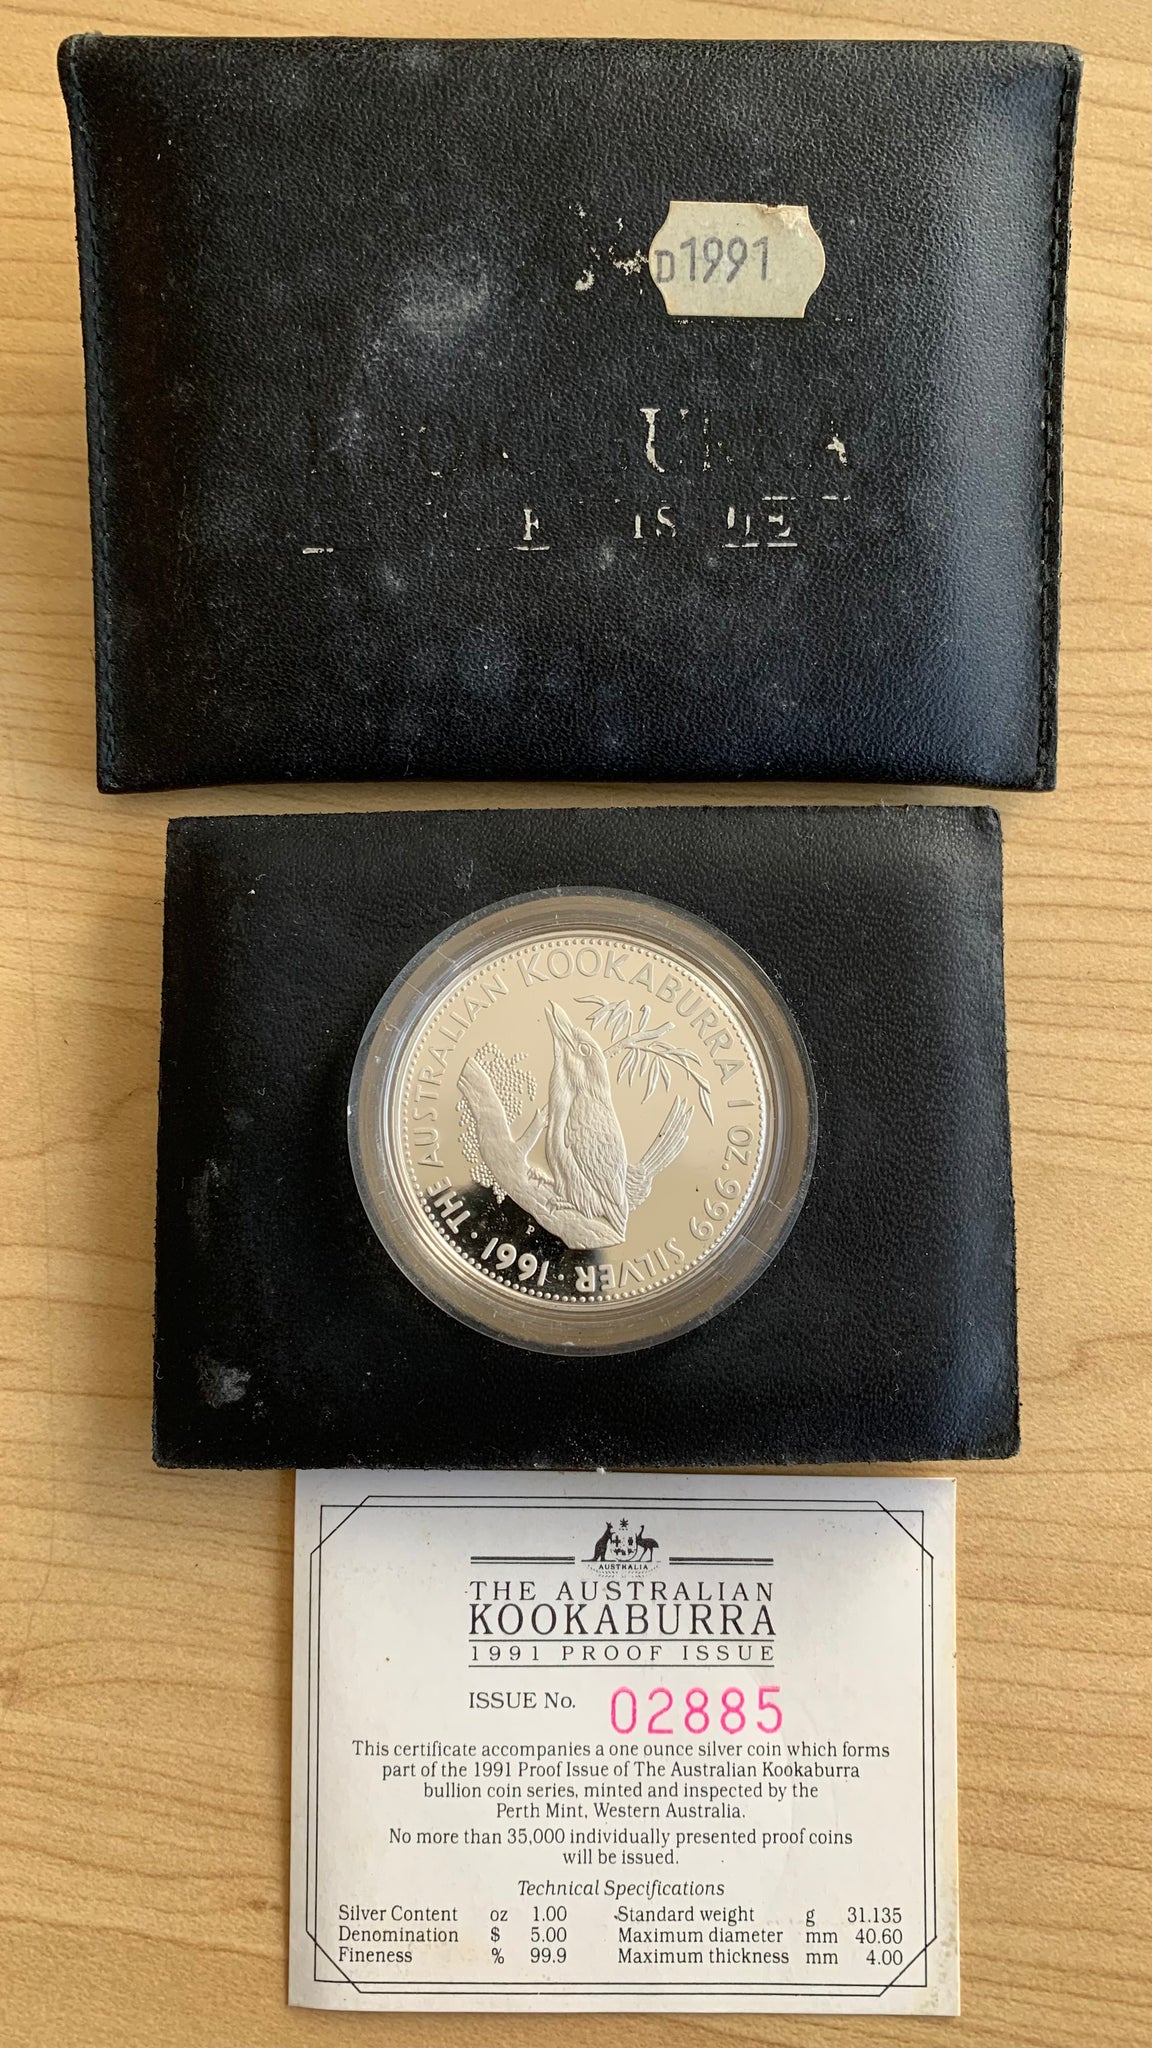 D1991
THE AUSTRALIAN KOOKABURRA 1 OZ. 999 SILVER · 1991 ·
P
AUSTRALIA
THE AUSTRALIAN
KOOKABURRA
1991 PROOF ISSUE
ISSUE No. 02885
This certificate accompanies a one ounce silver coin which forms
part of the 1991 Proof Issue of The Australian Kookaburra
bullion coin series, minted and inspected by the
Perth Mint, Western Australia.
No more than 35,000 individually presented proof coins
will be issued.
Technical Specifications
Silver Content oz 1.00 Standard weight g 31.135
Denomination $ 5.00 Maximum diameter mm 40.60
Fineness % 99.9 Maximum thickness mm 4.00